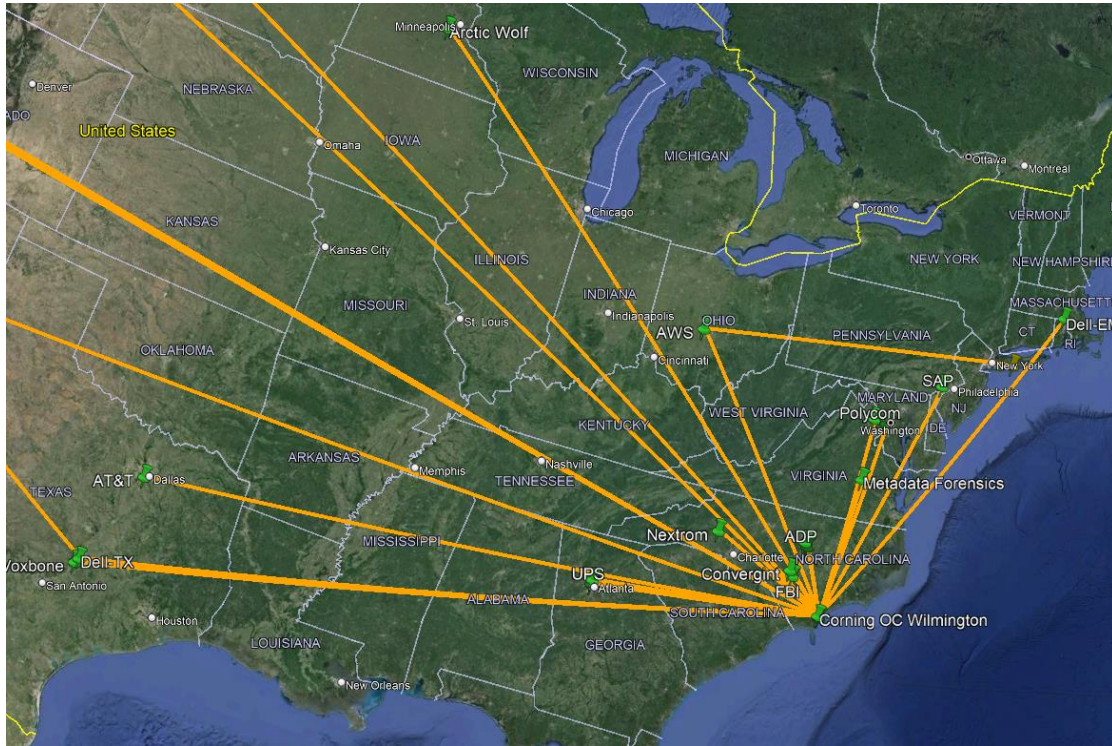 Minneapolis
Arctic Wolf
WISCONSIN
Denver
NEBRASKA
ADO
United States
Omaha
IOWA
MICHIGAN
Ottawa
Montreal
Chicago
Toronto
VERMONT
KANSAS
Kansas City
ILLINOIS
NEW YORK
NEW HAMPSHIRE
MISSOURI
INDIANA
Indianapolis
St. Louis
MASSACHUSETT
OHIO
AWS
PENNSYLVANIA
CT
RI
Dell-EM
OKLAHOMA
Cincinnati
New York
SAP
Philadelphia
MARYLAND
NJ
WEST VIRGINIA
Polycom
Washington
DE
KENTUCKY
ARKANSAS
Memphis
Nashville
TENNESSEE
VIRGINIA
Metadata Forensics
AT&T
Dallas
TEXAS
Nextrom
ADP
MISSISSIPPI
Charlotte
NORTH CAROLINA
Voxbone
Dell-TX
Convergint
San Antonio
UPS
Atlanta
FBI
ALABAMA
SOUTH CAROLINA
Corning OC Wilmington
Houston
LOUISIANA
GEORGIA
New Orleans